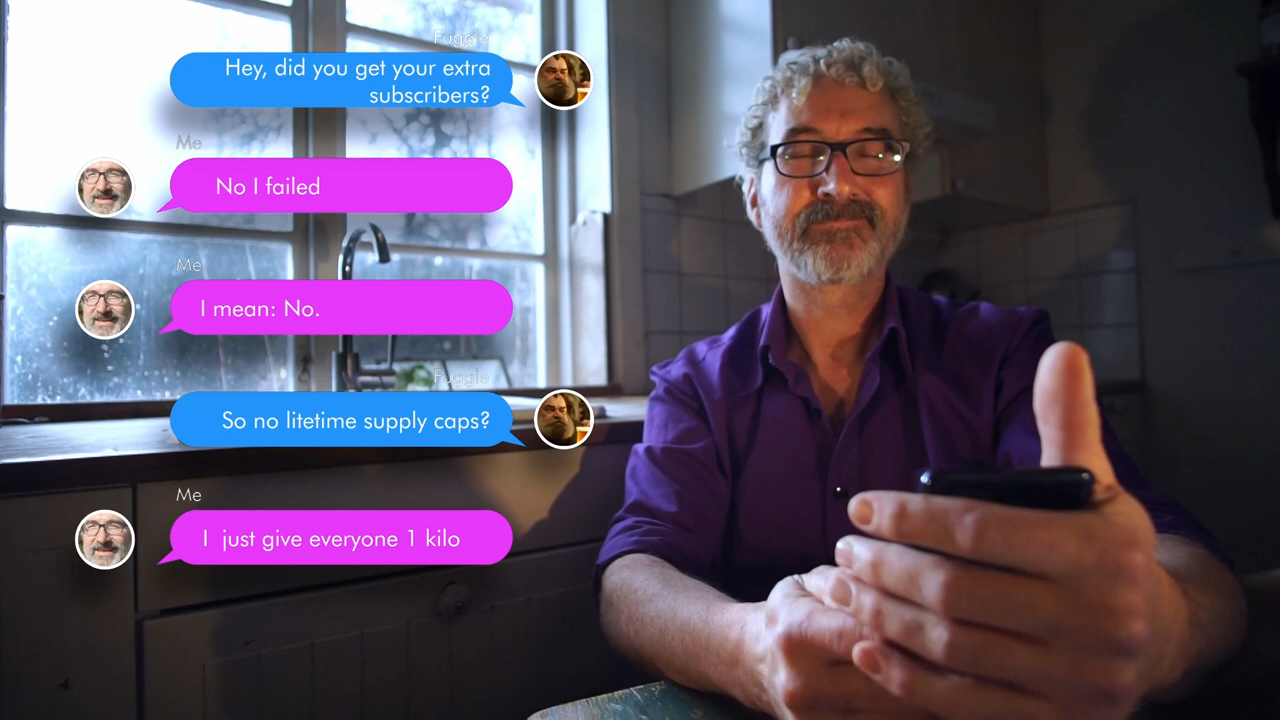 Fuggle
Hey, did you get your extra
subscribers?
Me
No I failed
Me
I mean: No.
Fuggle
So no litetime supply caps?
Me
I just give everyone 1 kilo